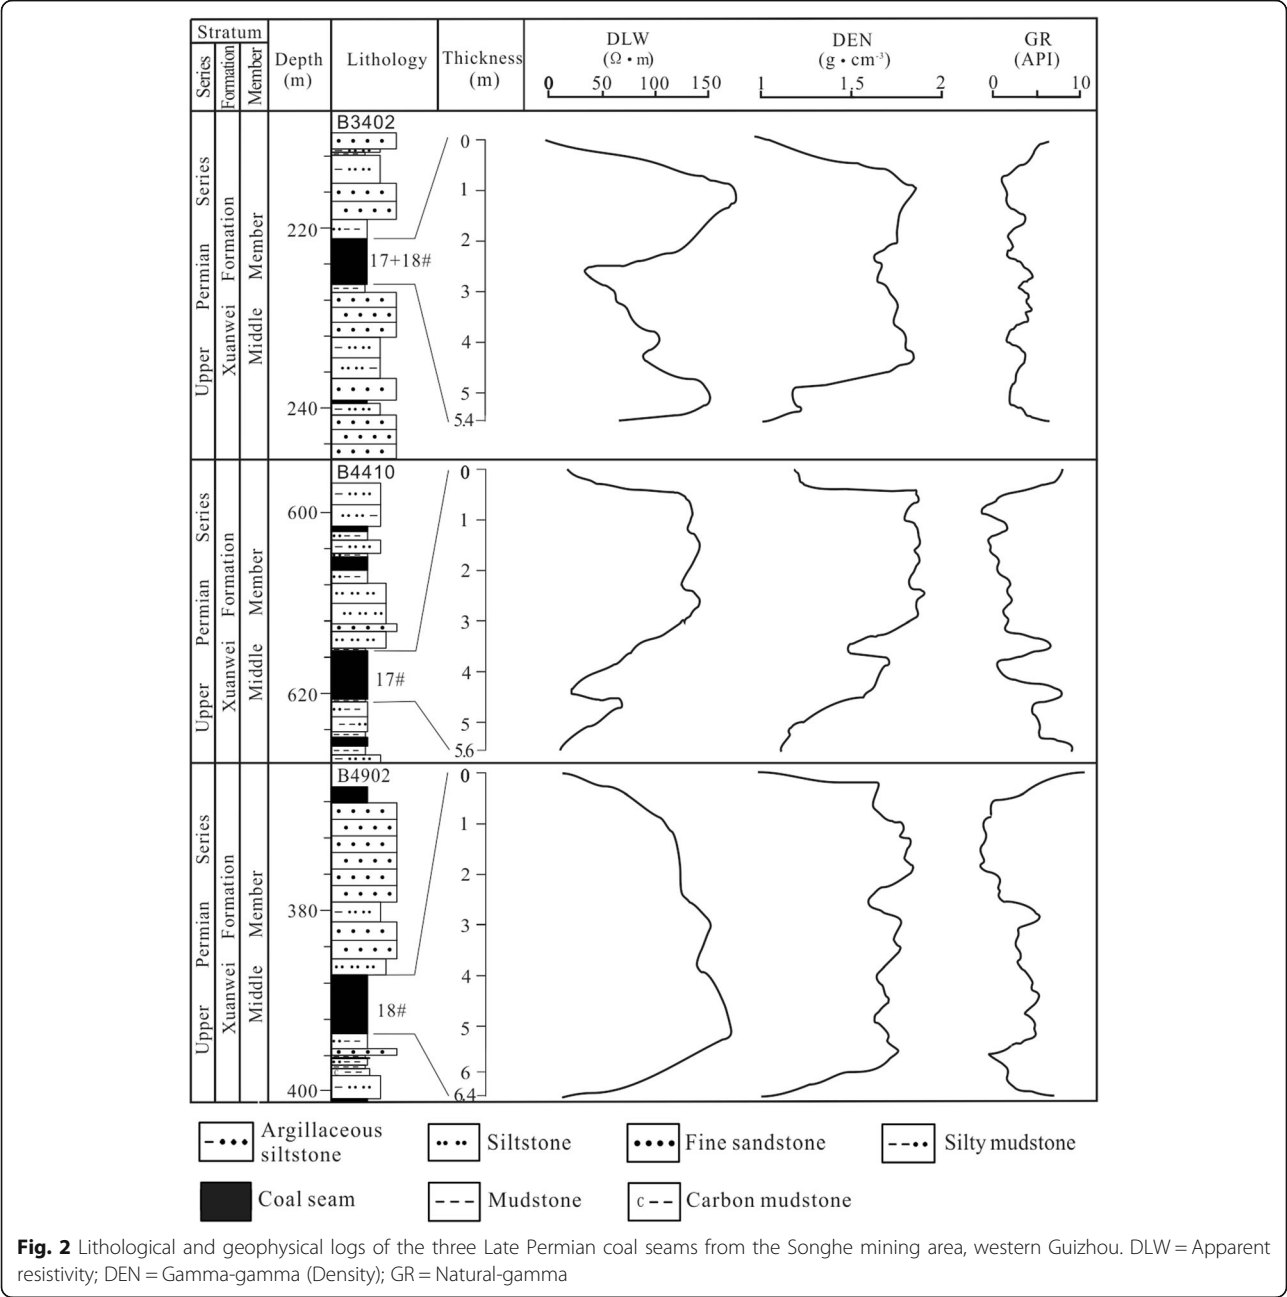 Stratum
Series
Formation
Member
Depth
(m)
Lithology
Thickness
(m)
DLW
(Ω • m)
0 50 100 150
DEN
(g • cm⁻³)
1 1.5 2
GR
(API)
0 10
Upper Permian Series
Xuanwei Formation
Middle Member
B3402
220
240
17+18#
0
1
2
3
4
5
5.4
Upper Permian Series
Xuanwei Formation
Middle Member
B4410
600
620
17#
0
1
2
3
4
5
5.6
Upper Permian Series
Xuanwei Formation
Middle Member
B4902
380
400
18#
0
1
2
3
4
5
6
6.4
Argillaceous
siltstone
Siltstone
Fine sandstone
Silty mudstone
Coal seam
Mudstone
C
Carbon mudstone
Fig. 2 Lithological and geophysical logs of the three Late Permian coal seams from the Songhe mining area, western Guizhou. DLW = Apparent
resistivity; DEN = Gamma-gamma (Density); GR = Natural-gamma